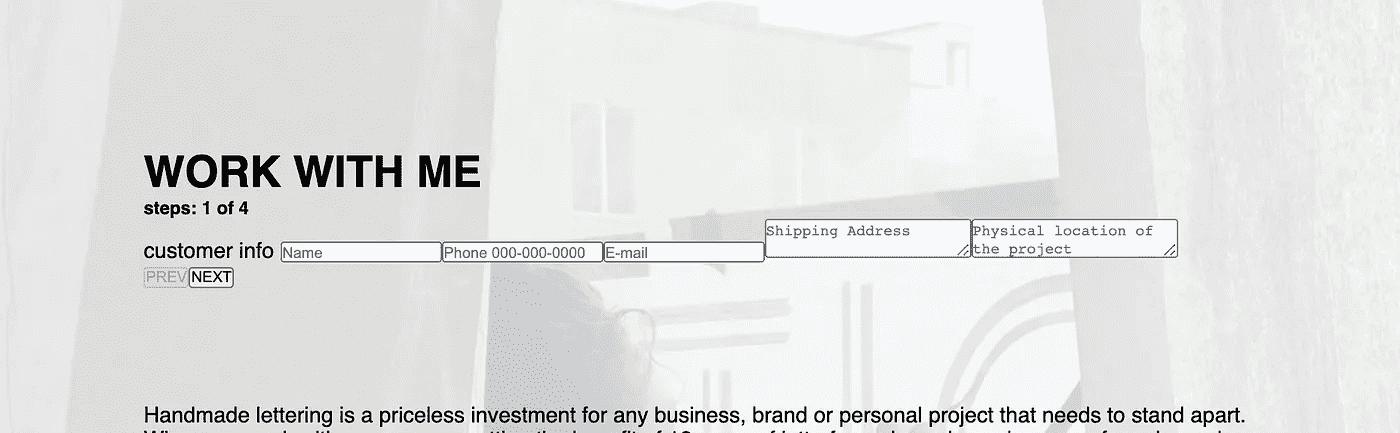 WORK WITH ME
steps: 1 of 4
customer info Name Phone 000-000-0000 E-mail Shipping Address Physical location of the project
PREV NEXT
Handmade lettering is a priceless investment for any business, brand or personal project that needs to stand apart.